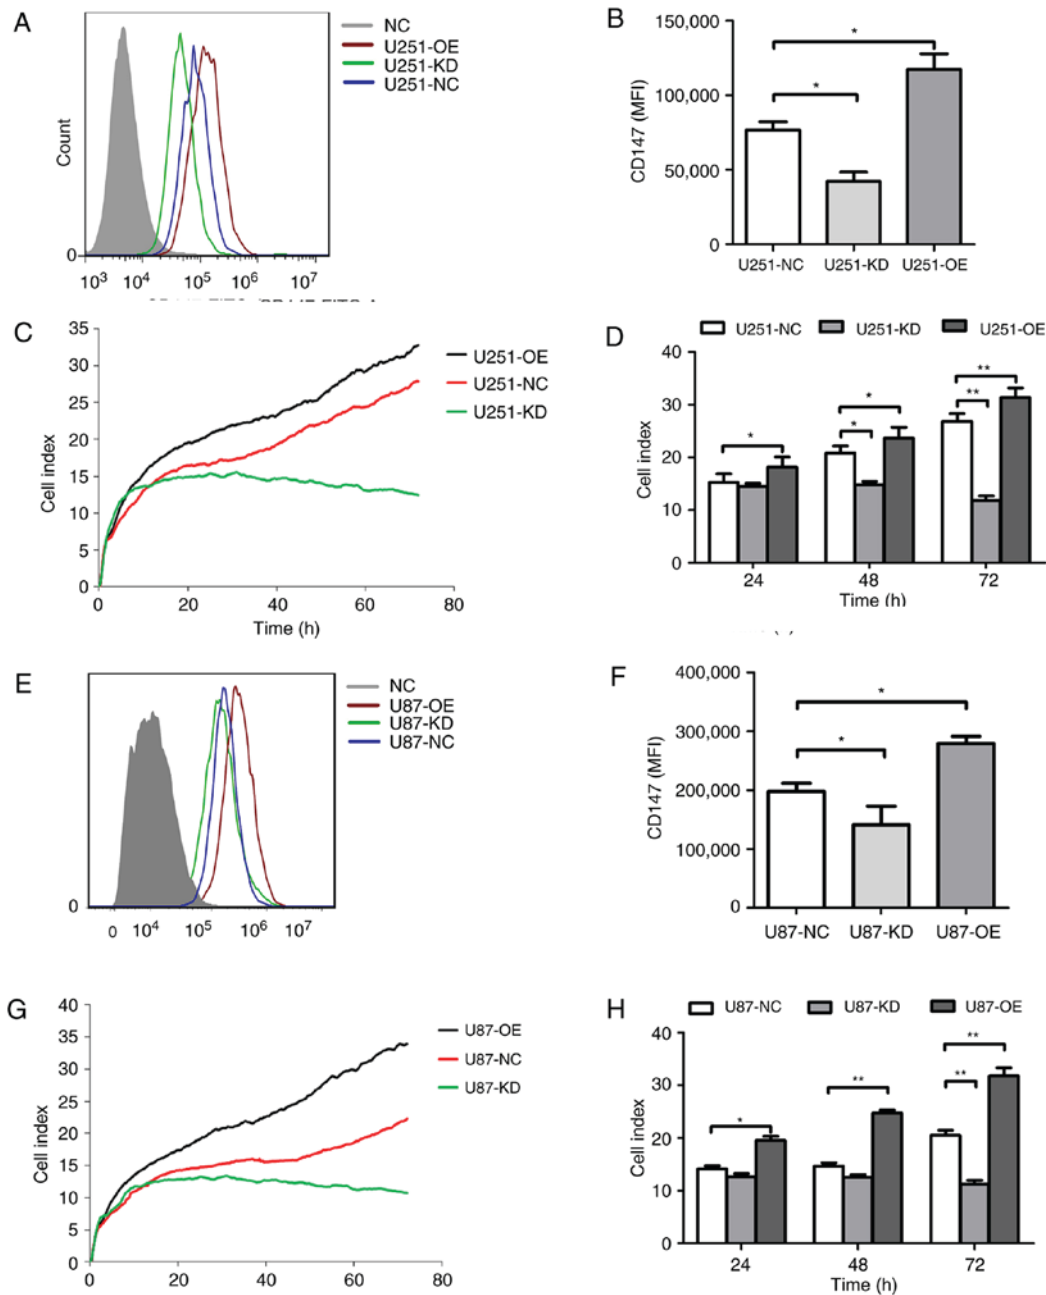 A
NC
U251-OE
U251-KD
U251-NC
Count
0
10³ 10⁴ 10⁵ 10⁶ 10⁷
B
CD147 (MFI)
150,000
100,000
50,000
0
* *
U251-NC U251-KD U251-OE
C
Cell index
35
30
25
20
15
10
5
0
0 20 40 60 80
Time (h)
U251-OE
U251-NC
U251-KD
D
U251-NC U251-KD U251-OE
Cell index
40
30
20
10
0
* * * ** **
24 48 72
Time (h)
E
NC
U87-OE
U87-KD
U87-NC
0
0 10⁴ 10⁵ 10⁶ 10⁷
F
CD147 (MFI)
400,000
300,000
200,000
100,000
0
* *
U87-NC U87-KD U87-OE
G
Cell index
40
35
30
25
20
15
10
5
0
0 20 40 60 80
U87-OE
U87-NC
U87-KD
H
U87-NC U87-KD U87-OE
Cell index
40
30
20
10
0
* ** ** **
24 48 72
Time (h)